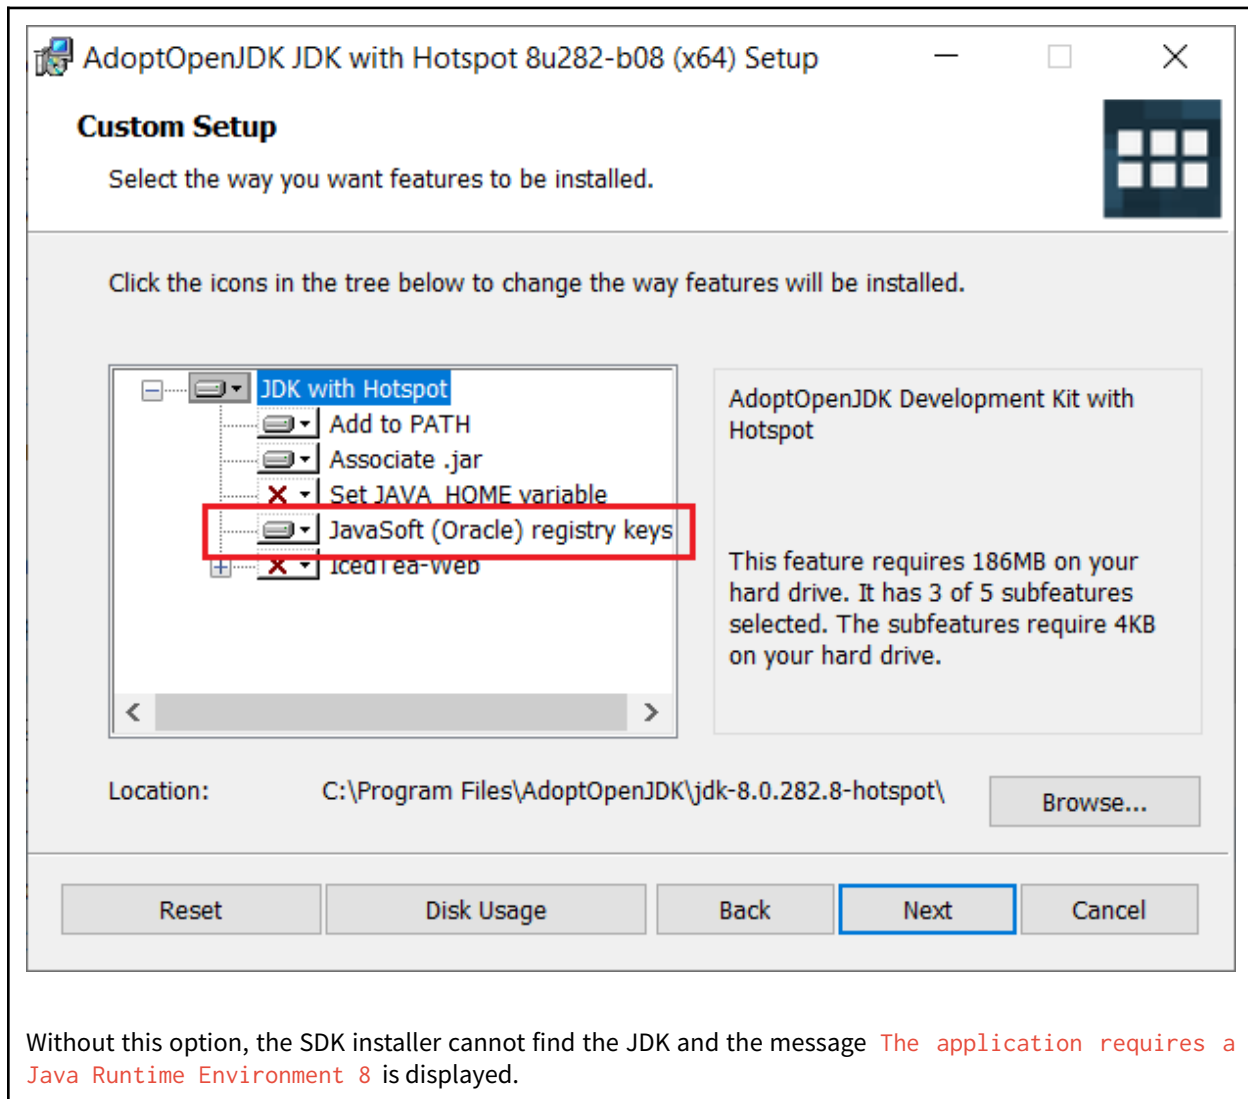 AdoptOpenJDK JDK with Hotspot 8u282-b08 (x64) Setup
Custom Setup
Select the way you want features to be installed.
Click the icons in the tree below to change the way features will be installed.
JDK with Hotspot
Add to PATH
Associate .jar
Set JAVA_HOME variable
JavaSoft (Oracle) registry keys
IcedTea-Web
AdoptOpenJDK Development Kit with
Hotspot
This feature requires 186MB on your
hard drive. It has 3 of 5 subfeatures
selected. The subfeatures require 4KB
on your hard drive.
Location: C:\Program Files\AdoptOpenJDK\jdk-8.0.282.8-hotspot\
Browse...
Reset Disk Usage Back Next Cancel
Without this option, the SDK installer cannot find the JDK and the message The application requires a
Java Runtime Environment 8 is displayed.